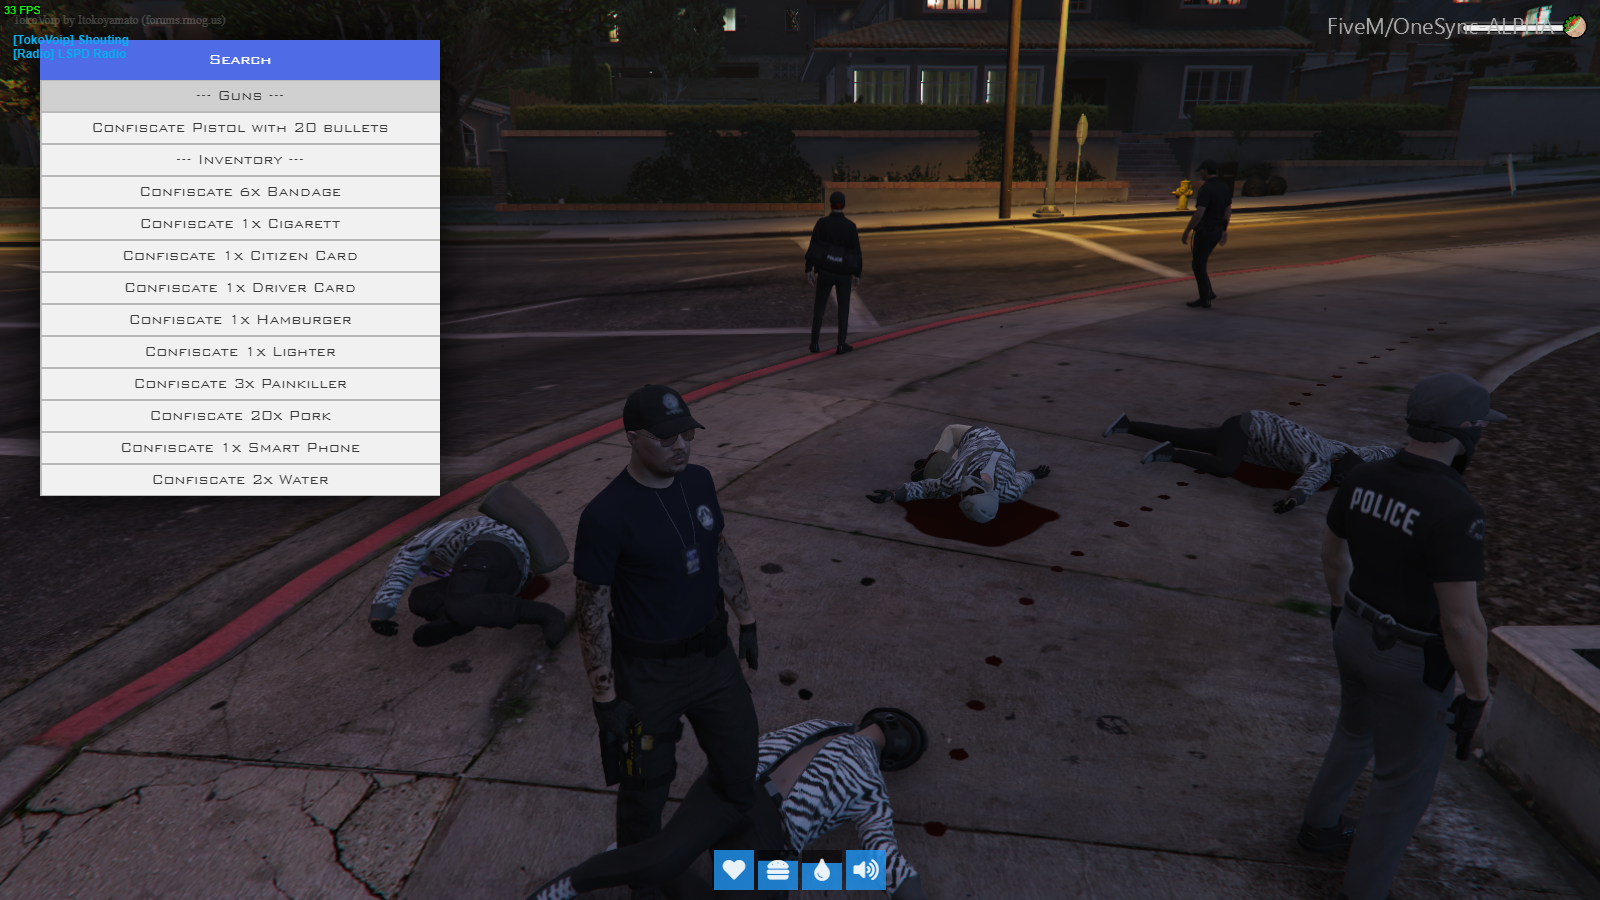 33 FPS
TokoVoip by Itokoyamato (forums.rmog.us)
[TokoVoip] Shouting
[Radio] LSPD Radio
FiveM/OneSync ALPHA
Search
--- Guns ---
Confiscate Pistol with 20 bullets
--- Inventory ---
Confiscate 6x Bandage
Confiscate 1x Cigarett
Confiscate 1x Citizen Card
Confiscate 1x Driver Card
Confiscate 1x Hamburger
Confiscate 1x Lighter
Confiscate 3x Painkiller
Confiscate 20x Pork
Confiscate 1x Smart Phone
Confiscate 2x Water
POLICE
POLICE